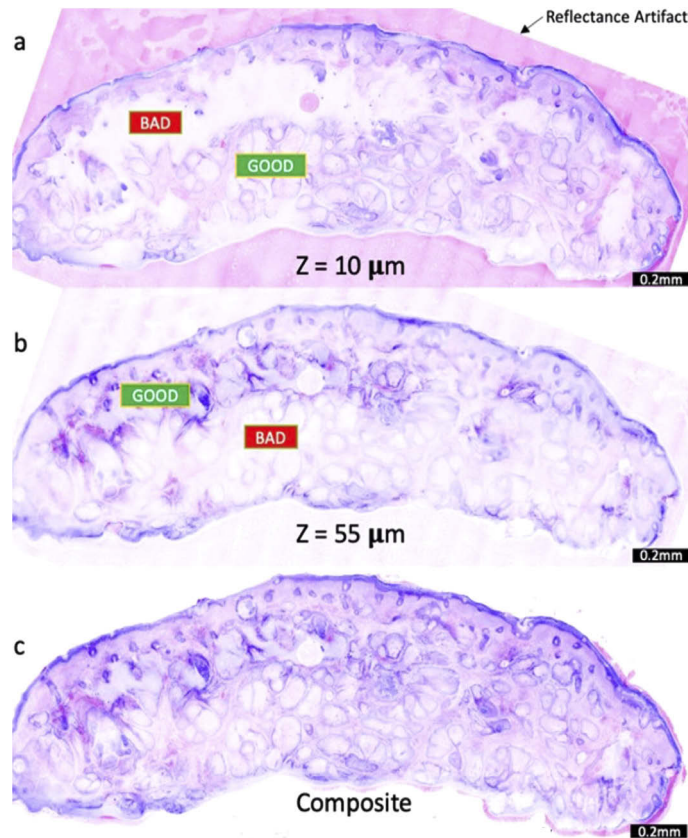 Reflectance Artifact
a
BAD
GOOD
Z = 10 μm
0.2mm
b
GOOD
BAD
Z = 55 μm
0.2mm
c
Composite
0.2mm